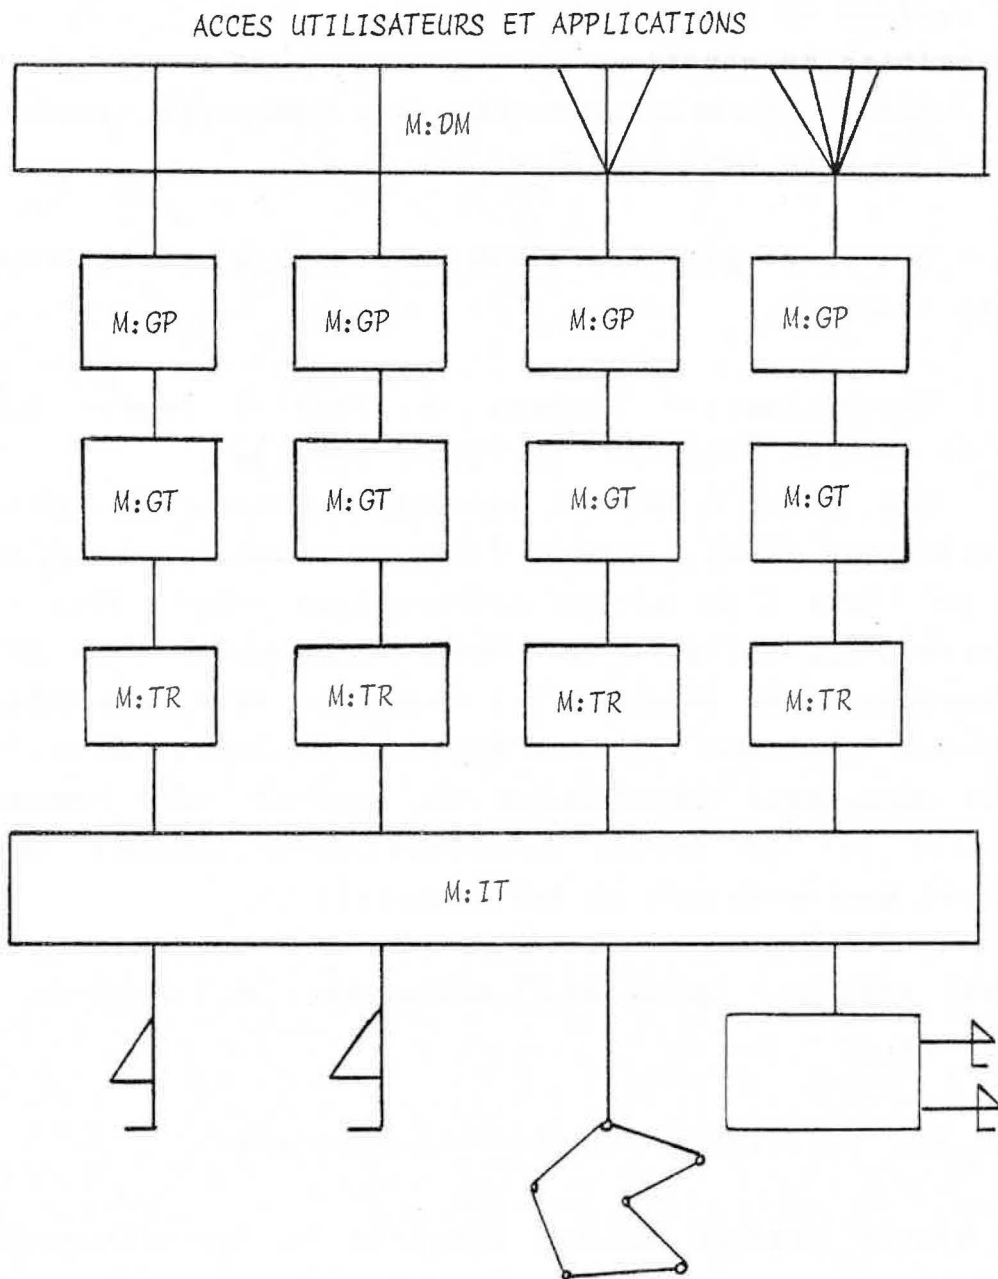 ACCES UTILISATEURS ET APPLICATIONS
M:DM
M:GP M:GP M:GP M:GP
M:GT M:GT M:GT M:GT
M:TR M:TR M:TR M:TR
M:IT